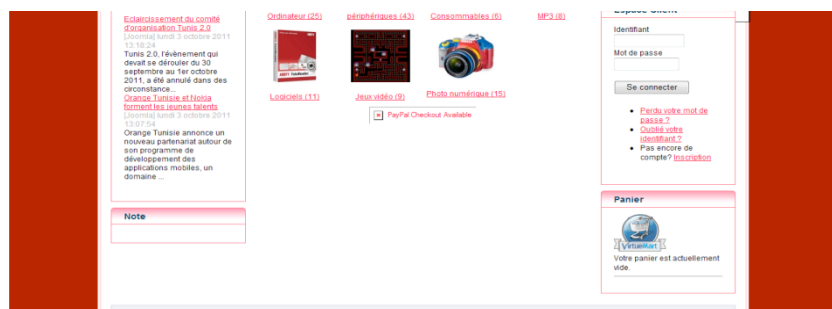 Eclaircissement du comité
d'organisation Tunis 2.0
[Joomla] lundi 3 octobre 2011
13:18:24
Tunis 2.0, l'évènement qui
devait se dérouler du 30
septembre au 1er octobre
2011, a été annulé dans des
circonstance...
Orange Tunisie et Nokia
forment les jeunes talents
[Joomla] lundi 3 octobre 2011
13:07:54
Orange Tunisie annonce un
nouveau partenariat autour de
son programme de
développement des
applications mobiles, un
domaine ...
Note
Ordinateur (25)
périphériques (43)
Consommables (6)
MP3 (8)
Logiciels (11)
Jeux vidéo (9)
Photo numérique (15)
PayPal Checkout Available
Espace Client
Identifiant
Mot de passe
Se connecter
Perdu votre mot de
passe ?
Oublié votre
identifiant ?
Pas encore de
compte? Inscription
Panier
VirtueMart
Votre panier est actuellement
vide.